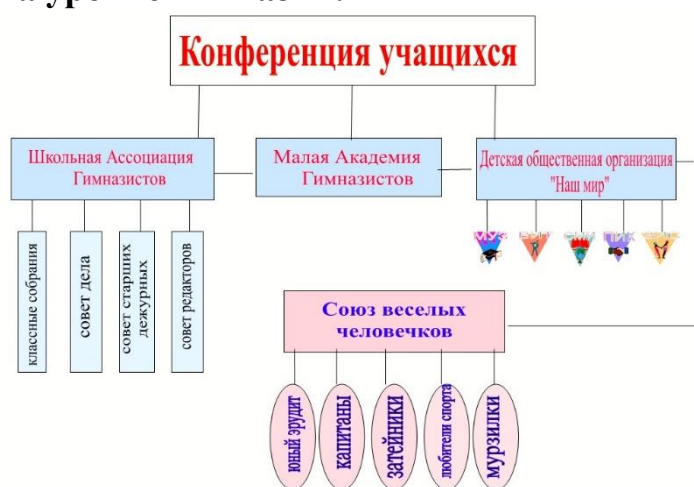 Конференция учащихся
Школьная Ассоциация
Гимназистов
Малая Академия
Гимназистов
Детская общественная организация
"Наш мир"
классные собрания
совет дела
совет старших
дежурных
совет редакторов
Союз веселых
человечков
юный эрудит
капитаны
затейники
любители спорта
мурзилки